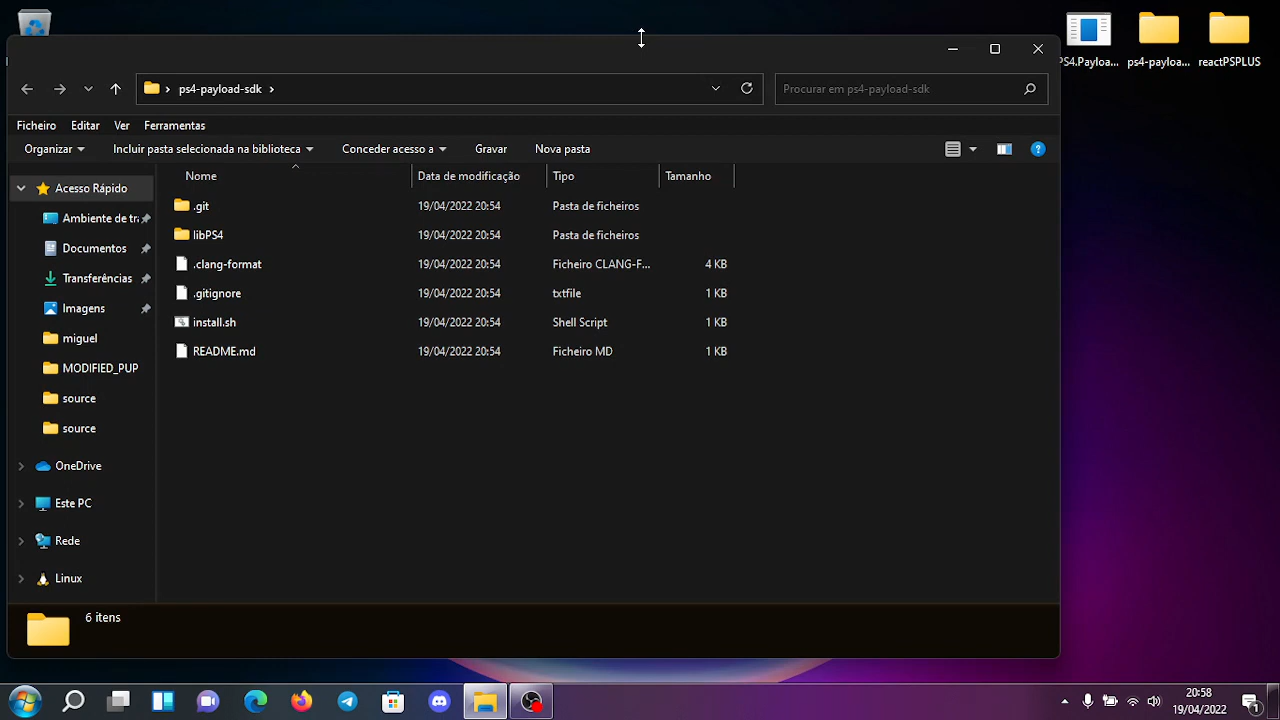 PS4.Payloa...
ps4-payloa...
reactPSPLUS
ps4-payload-sdk
Procurar em ps4-payload-sdk
Ficheiro Editar Ver Ferramentas
Organizar Incluir pasta selecionada na biblioteca Conceder acesso a Gravar Nova pasta
Nome Data de modificação Tipo Tamanho
Acesso Rápido
Ambiente de tra
Documentos
Transferências
Imagens
miguel
MODIFIED_PUP
source
source
OneDrive
Este PC
Rede
Linux
.git 19/04/2022 20:54 Pasta de ficheiros
libPS4 19/04/2022 20:54 Pasta de ficheiros
.clang-format 19/04/2022 20:54 Ficheiro CLANG-F... 4 KB
.gitignore 19/04/2022 20:54 txtfile 1 KB
install.sh 19/04/2022 20:54 Shell Script 1 KB
README.md 19/04/2022 20:54 Ficheiro MD 1 KB
6 itens
20:58
19/04/2022
1